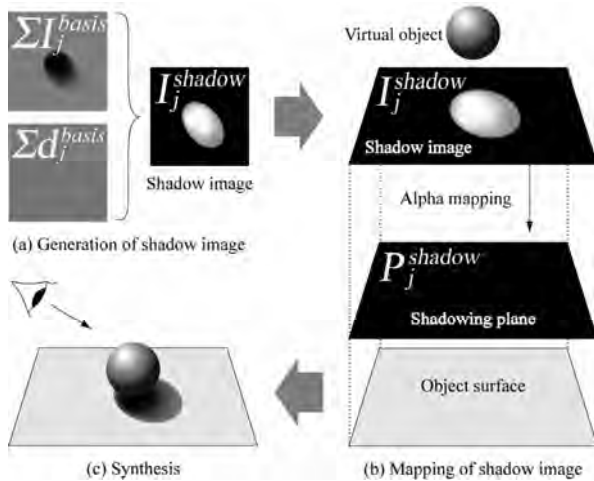 ΣI_j^basis
Σd_j^basis
I_j^shadow
Shadow image
(a) Generation of shadow image
Virtual object
I_j^shadow
Shadow image
Alpha mapping
P_j^shadow
Shadowing plane
Object surface
(b) Mapping of shadow image
(c) Synthesis